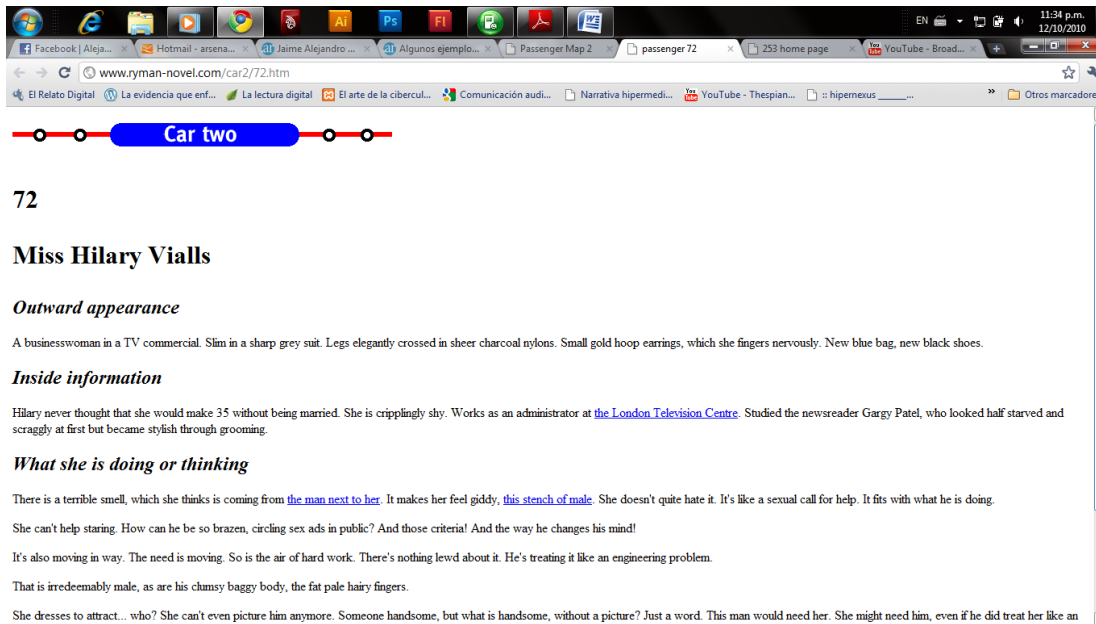 Ai Ps Fl EN 11:34 p.m.
12/10/2010
Facebook | Aleja... Hotmail - arsena... Jaime Alejandro ... Algunos ejemplo... Passenger Map 2 passenger 72 253 home page YouTube - Broad...
www.ryman-novel.com/car2/72.htm
El Relato Digital La evidencia que enf... La lectura digital El arte de la cibercul... Comunicación audi... Narrativa hipermedi... YouTube - Thespian... :: hipernexus ______... » Otros marcadore
Car two
72
Miss Hilary Vialls
Outward appearance
A businesswoman in a TV commercial. Slim in a sharp grey suit. Legs elegantly crossed in sheer charcoal nylons. Small gold hoop earrings, which she fingers nervously. New blue bag, new black shoes.
Inside information
Hilary never thought that she would make 35 without being married. She is cripplingly shy. Works as an administrator at the London Television Centre. Studied the newsreader Gargy Patel, who looked half starved and
scraggly at first but became stylish through grooming.
What she is doing or thinking
There is a terrible smell, which she thinks is coming from the man next to her. It makes her feel giddy, this stench of male. She doesn't quite hate it. It's like a sexual call for help. It fits with what he is doing.
She can't help staring. How can he be so brazen, circling sex ads in public? And those criteria! And the way he changes his mind!
It's also moving in way. The need is moving. So is the air of hard work. There's nothing lewd about it. He's treating it like an engineering problem.
That is irredeemably male, as are his clumsy baggy body, the fat pale hairy fingers.
She dresses to attract... who? She can't even picture him anymore. Someone handsome, but what is handsome, without a picture? Just a word. This man would need her. She might need him, even if he did treat her like an